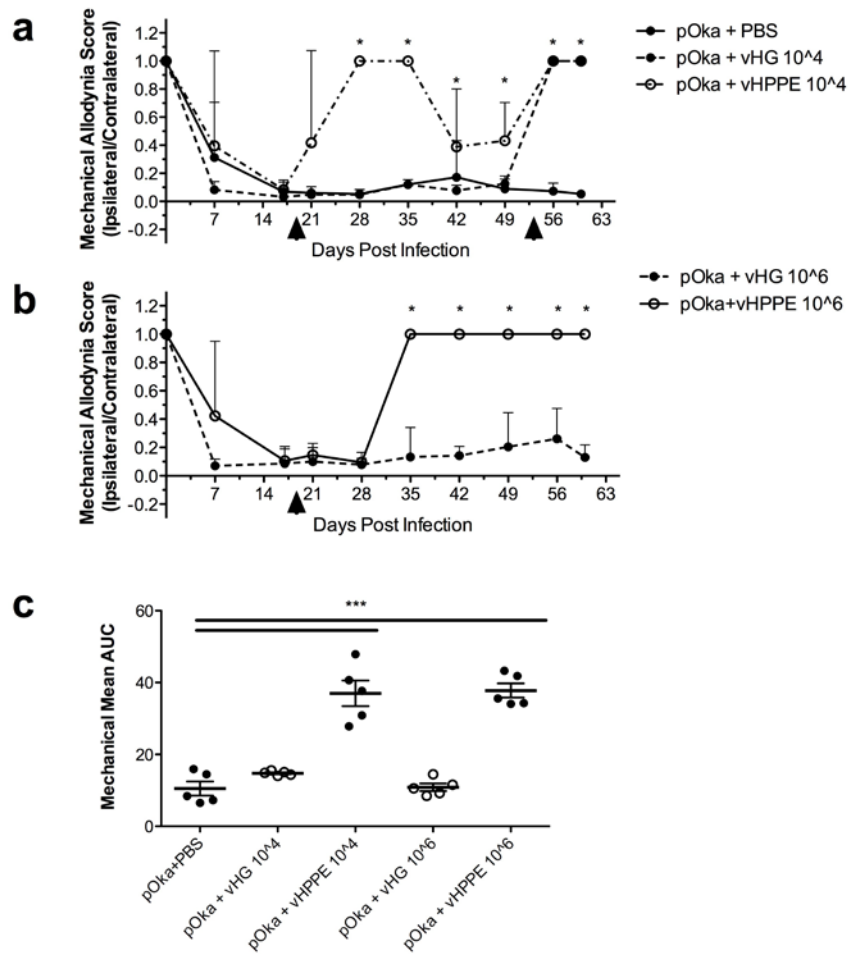 a
Mechanical Allodynia Score
(Ipsilateral/Contralateral)
1.2
1.0
0.8
0.6
0.4
0.2
0.0
-0.2
* * * * * *
7 14 21 28 35 42 49 56 63
Days Post Infection
pOka + PBS
pOka + vHG 10^4
pOka + vHPPE 10^4
b
Mechanical Allodynia Score
(Ipsilateral/Contralateral)
1.2
1.0
0.8
0.6
0.4
0.2
0.0
-0.2
* * * * *
7 14 21 28 35 42 49 56 63
Days Post Infection
pOka + vHG 10^6
pOka+vHPPE 10^6
c
Mechanical Mean AUC
60
40
20
0
***
pOka+PBS
pOka + vHG 10^4
pOka + vHPPE 10^4
pOka + vHG 10^6
pOka + vHPPE 10^6